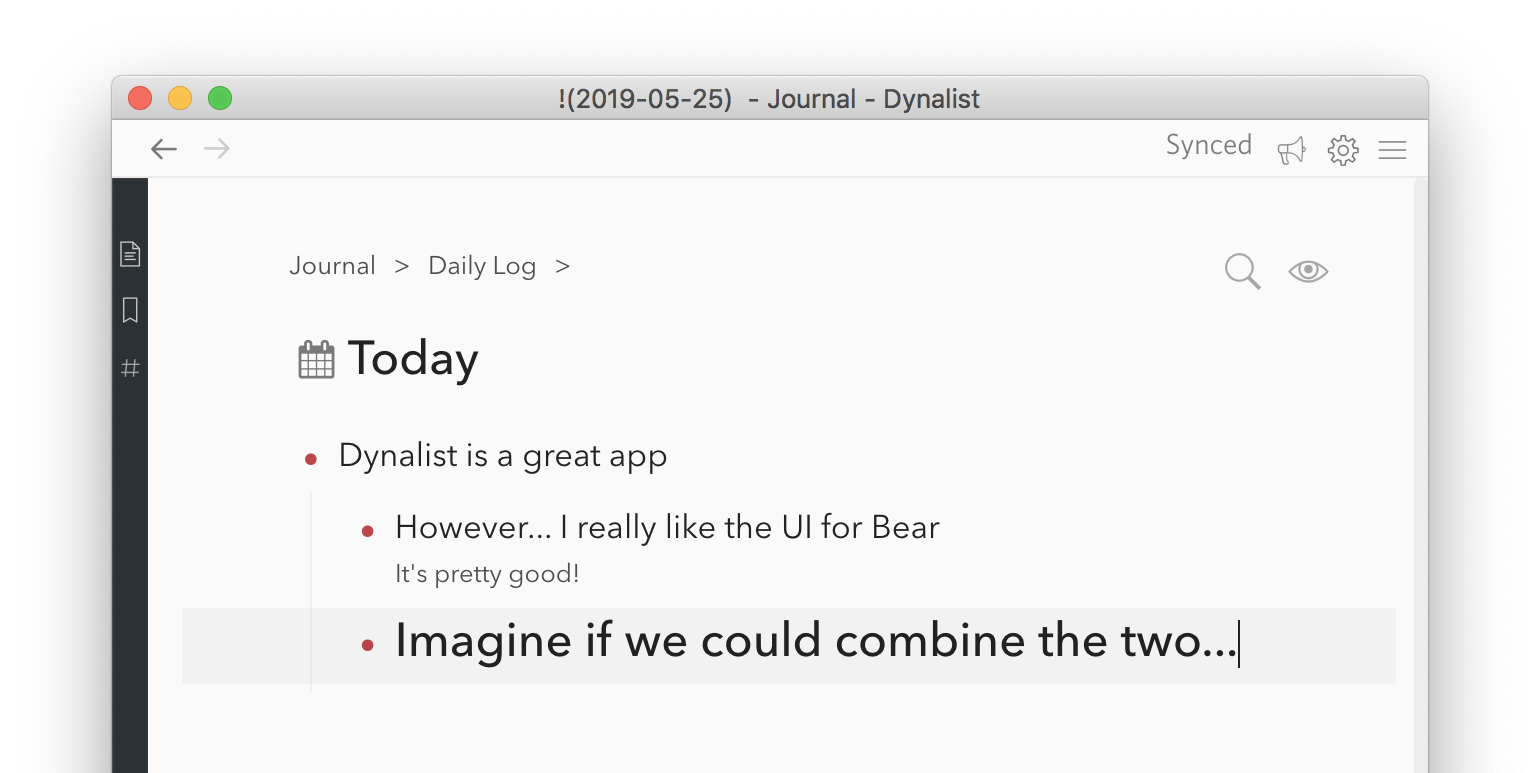 !(2019-05-25)  - Journal - Dynalist
Synced
Journal > Daily Log >
Today
Dynalist is a great app
However... I really like the UI for Bear
It's pretty good!
Imagine if we could combine the two...